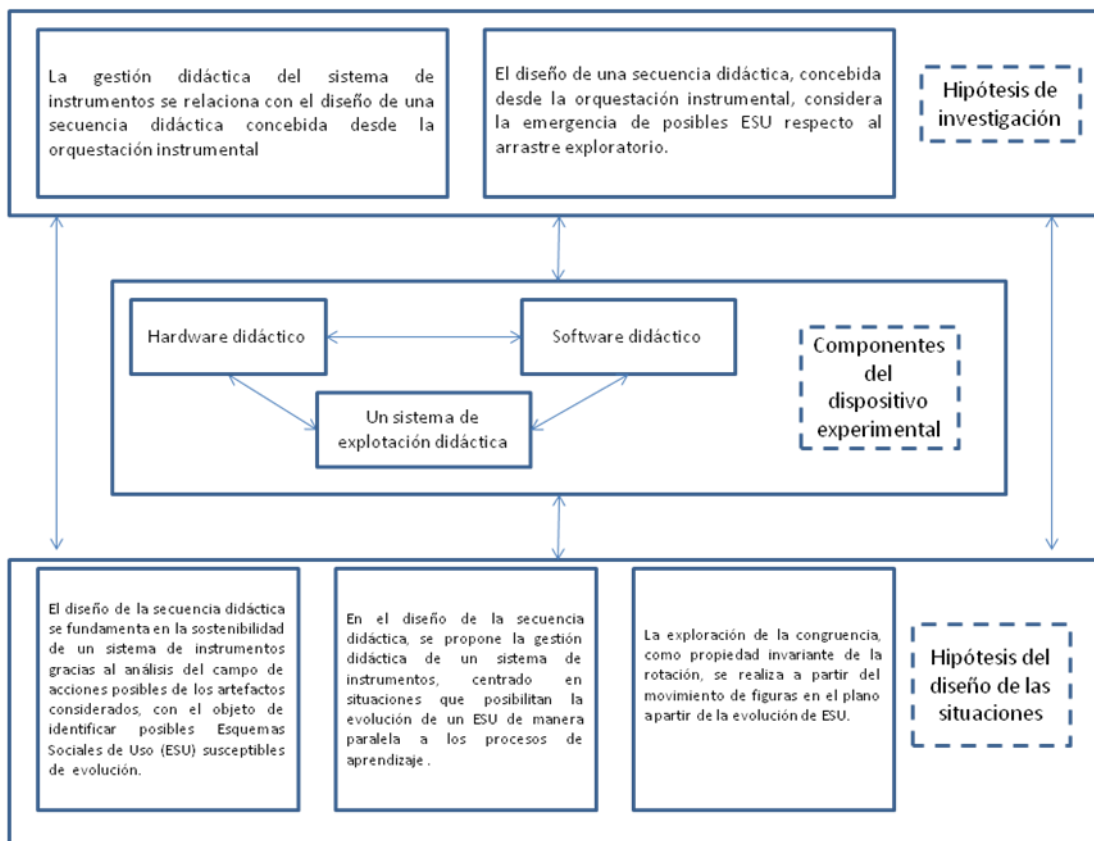 La gestión didáctica del sistema de
instrumentos se relaciona con el diseño de una
secuencia didáctica concebida desde la
orquestación instrumental
El diseño de una secuencia didáctica, concebida
desde la orquestación instrumental, considera
la emergencia de posibles ESU respecto al
arrastre exploratorio.
Hipótesis de
investigación
Hardware didáctico
Software didáctico
Un sistema de
explotación didáctica
Componentes
del
dispositivo
experimental
El diseño de la secuencia didáctica
se fundamenta en la sostenibilidad
de un sistema de instrumentos
gracias al análisis del campo de
acciones posibles de los artefactos
considerados, con el objeto de
identificar posibles Esquemas
Sociales de Uso (ESU) susceptibles
de evolución.
En el diseño de la secuencia
didáctica, se propone la gestión
didáctica de un sistema de
instrumentos, centrado en
situaciones que posibilitan la
evolución de un ESU de manera
paralela a los procesos de
aprendizaje .
La exploración de la congruencia,
como propiedad invariante de la
rotación, se realiza a partir del
movimiento de figuras en el plano
a partir de la evolución de ESU.
Hipótesis del
diseño de las
situaciones